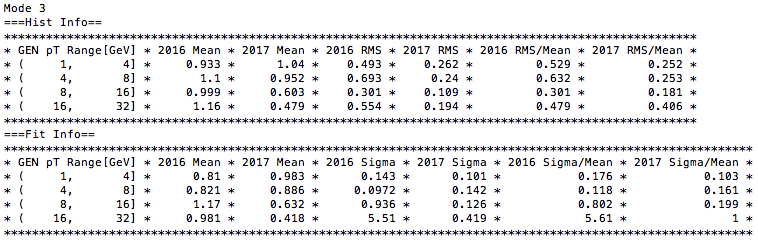 Mode 3
===Hist Info==
***************************************************************************************************
* GEN pT Range[GeV] * 2016 Mean * 2017 Mean * 2016 RMS * 2017 RMS * 2016 RMS/Mean * 2017 RMS/Mean *
* (     1,      4] *     0.933 *      1.04 *    0.493 *    0.262 *         0.529 *         0.252 *
* (     4,      8] *       1.1 *     0.952 *    0.693 *     0.24 *         0.632 *         0.253 *
* (     8,     16] *     0.999 *     0.603 *    0.301 *    0.109 *         0.301 *         0.181 *
* (    16,     32] *      1.16 *     0.479 *    0.554 *    0.194 *         0.479 *         0.406 *
***************************************************************************************************
===Fit Info==
***********************************************************************************************************
* GEN pT Range[GeV] * 2016 Mean * 2017 Mean * 2016 Sigma * 2017 Sigma * 2016 Sigma/Mean * 2017 Sigma/Mean *
* (     1,      4] *      0.81 *     0.983 *      0.143 *      0.101 *           0.176 *           0.103 *
* (     4,      8] *     0.821 *     0.886 *     0.0972 *      0.142 *           0.118 *           0.161 *
* (     8,     16] *      1.17 *     0.632 *      0.936 *      0.126 *           0.802 *           0.199 *
* (    16,     32] *     0.981 *     0.418 *       5.51 *      0.419 *            5.61 *               1 *
***********************************************************************************************************